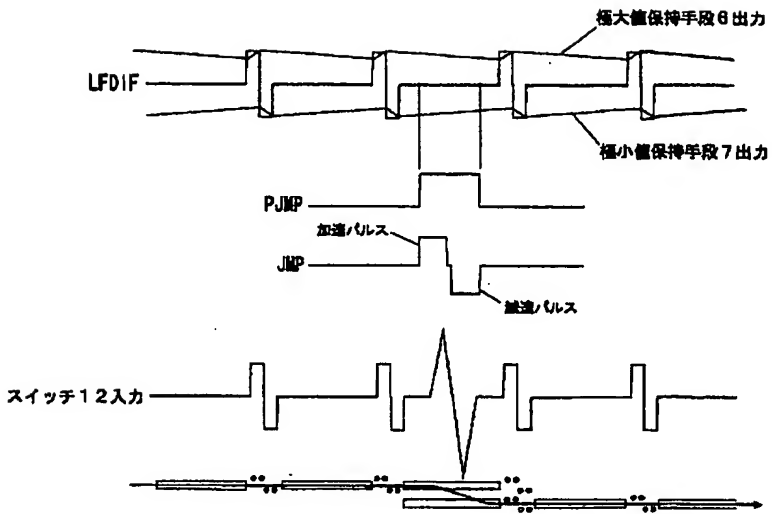 極大値保持手段6出力
LFDIF
極小値保持手段7出力
PJMP
加速パルス
JMP
減速パルス
スイッチ12入力